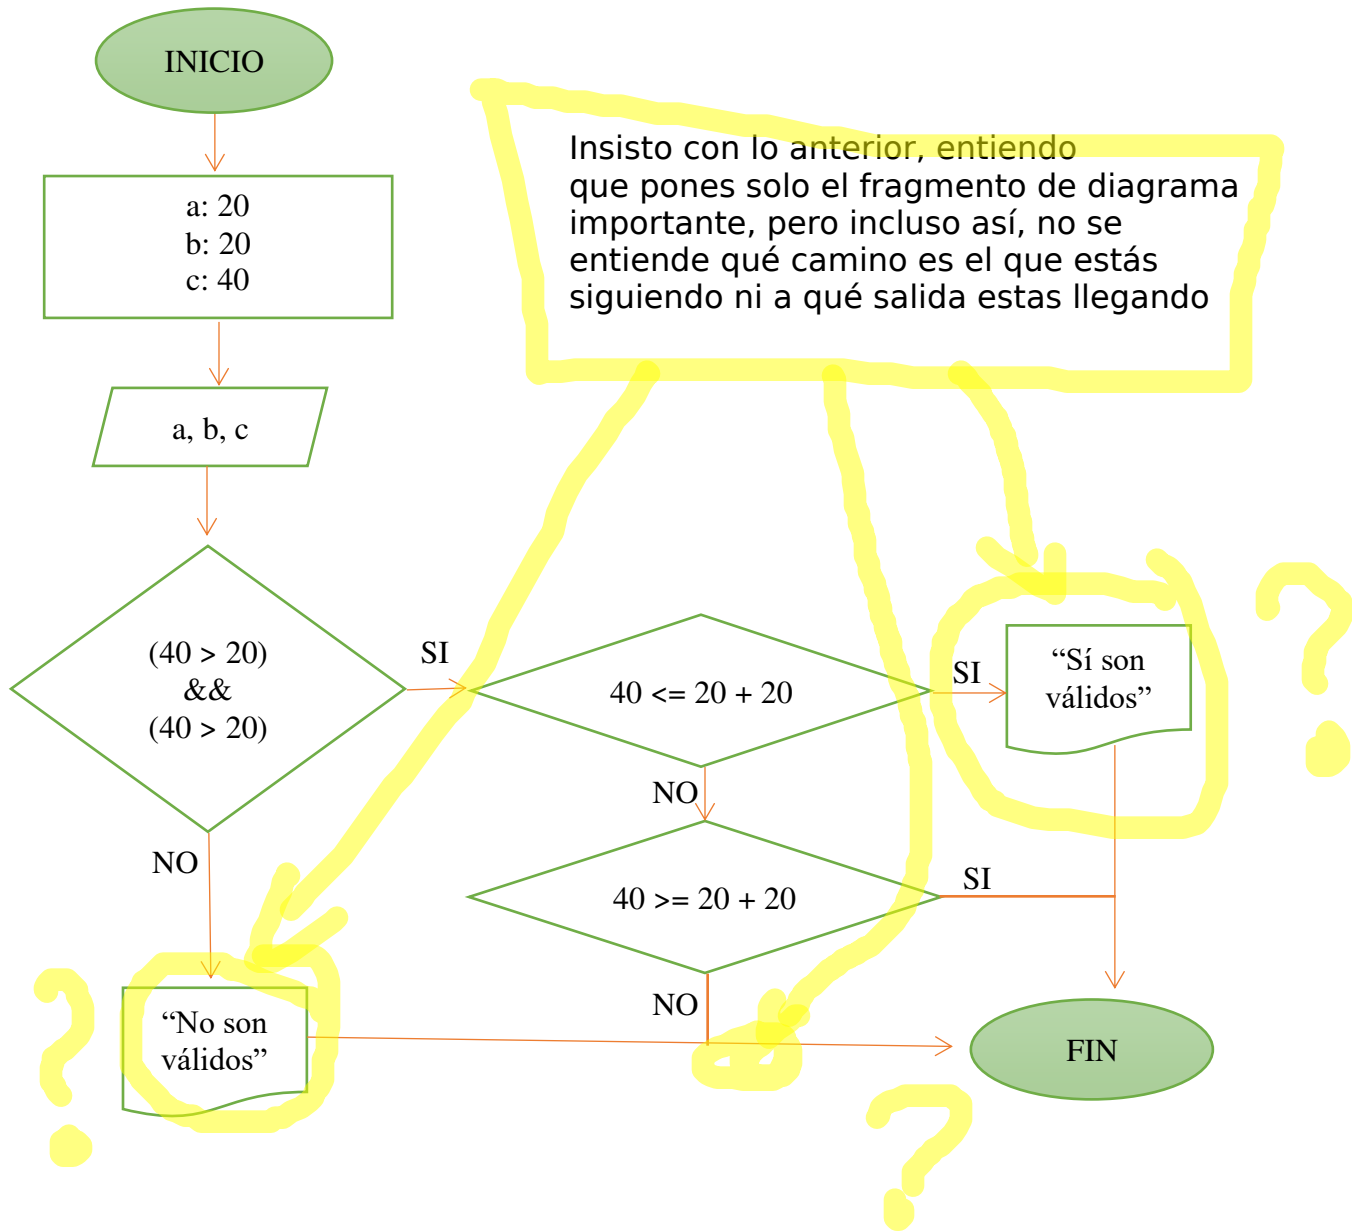 INICIO
Insisto con lo anterior, entiendo
que pones solo el fragmento de diagrama
importante, pero incluso así, no se
entiende qué camino es el que estás
siguiendo ni a qué salida estas llegando
a: 20
b: 20
c: 40
a, b, c
(40 > 20)
&&
(40 > 20)
SI
40 <= 20 + 20
SI
“Sí son
válidos”
?
NO
NO
40 >= 20 + 20
SI
“No son
válidos”
?
NO
FIN
?